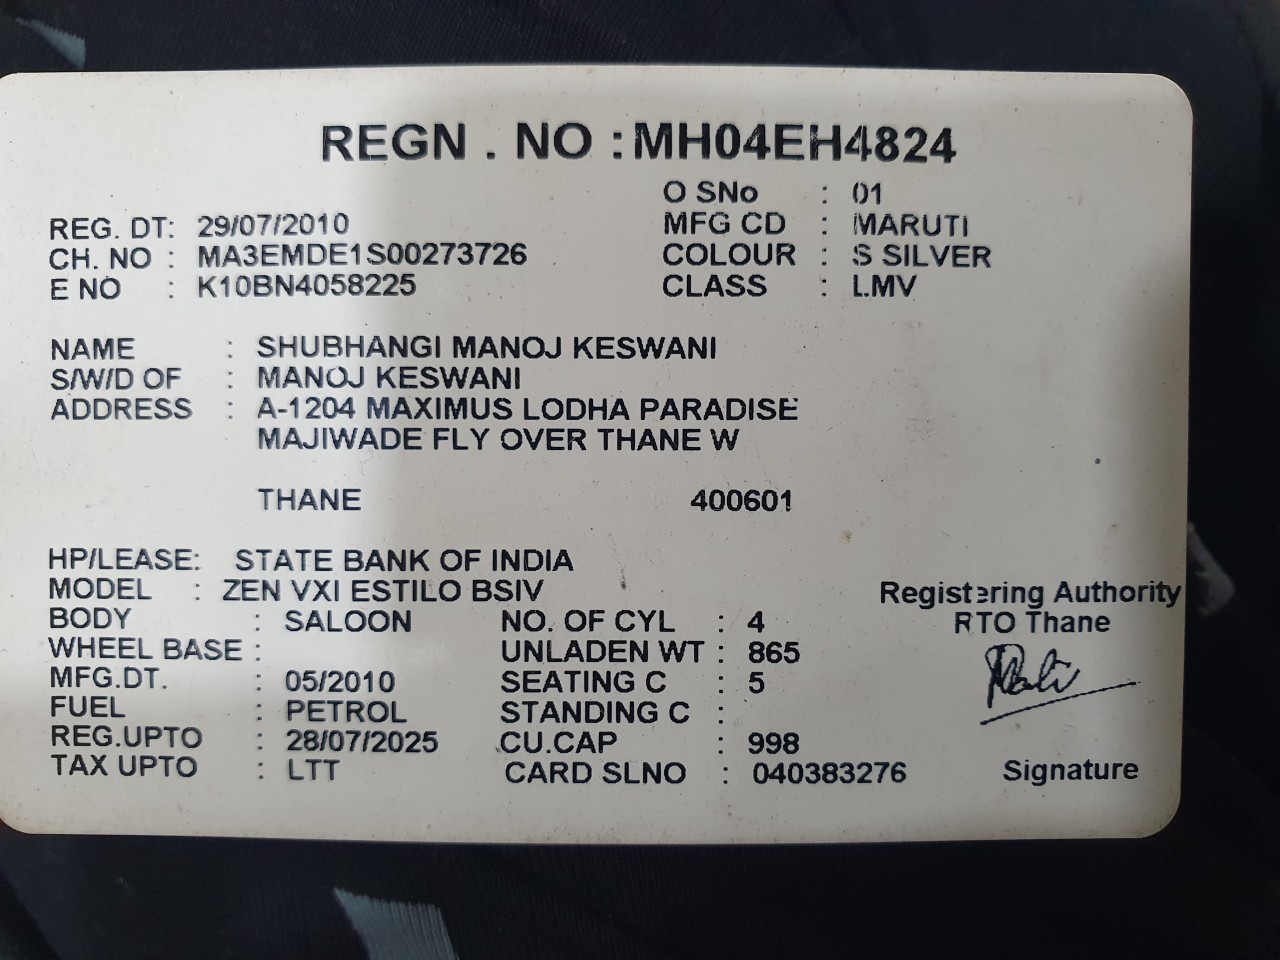 REGN . NO : MH04EH4824
O SNo : 01
REG. DT: 29/07/2010 MFG CD : MARUTI
CH. NO : MA3EMDE1S00273726 COLOUR : S SILVER
E NO : K10BN4058225 CLASS : LMV
NAME : SHUBHANGI MANOJ KESWANI
S/W/D OF : MANOJ KESWANI
ADDRESS : A-1204 MAXIMUS LODHA PARADISE
MAJIWADE FLY OVER THANE W
THANE 400601
HP/LEASE: STATE BANK OF INDIA
MODEL : ZEN VXI ESTILO BSIV Registering Authority
BODY : SALOON NO. OF CYL : 4 RTO Thane
WHEEL BASE : UNLADEN WT : 865
MFG.DT. : 05/2010 SEATING C : 5
FUEL : PETROL STANDING C :
REG.UPTO : 28/07/2025 CU.CAP : 998
TAX UPTO : LTT CARD SLNO : 040383276 Signature